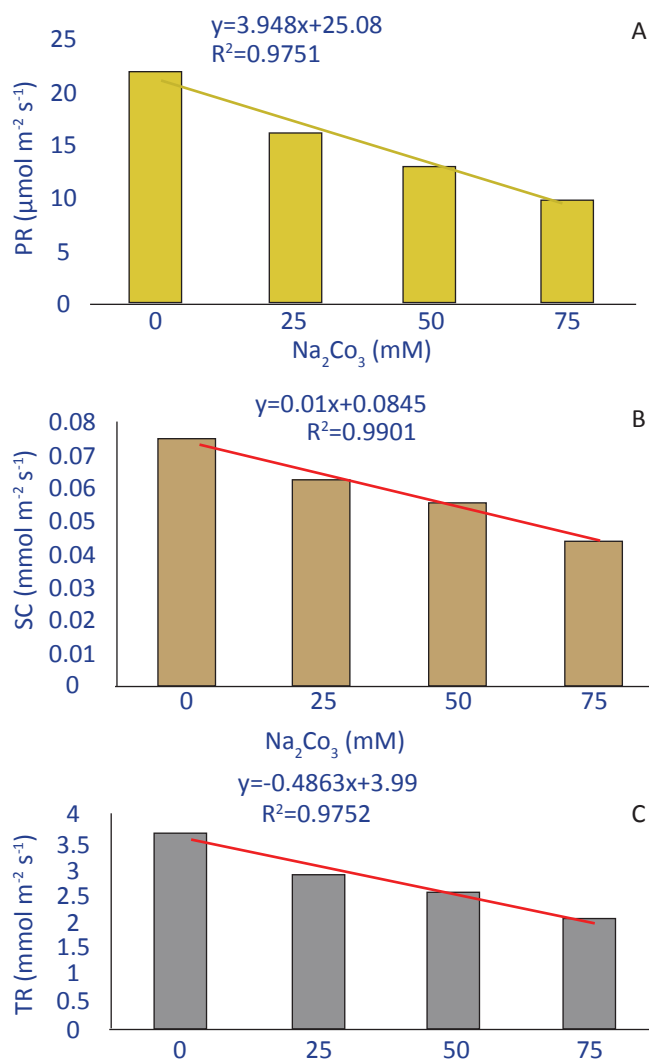 y=3.948x+25.08
R²=0.9751
A
25
20
15
10
5
0
PR (µmol m⁻² s⁻¹)
0 25 50 75
Na₂Co₃ (mM)
y=0.01x+0.0845
R²=0.9901
B
0.08
0.07
0.06
0.05
0.04
0.03
0.02
0.01
0
SC (mmol m⁻² s⁻¹)
0 25 50 75
Na₂Co₃ (mM)
y=-0.4863x+3.99
R²=0.9752
C
4
3.5
3
2.5
2
1.5
1
0.5
0
TR (mmol m⁻² s⁻¹)
0 25 50 75